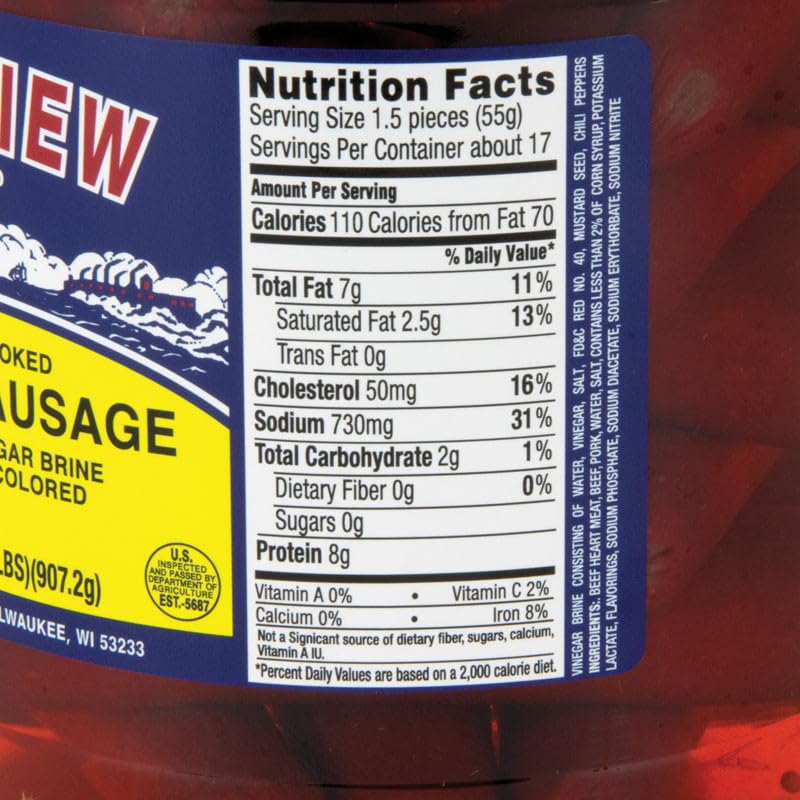 IEW
OKED
AUSAGE
GAR BRINE
COLORED
LBS)(907.2g)
U.S.
INSPECTED
AND PASSED BY
DEPARTMENT OF
AGRICULTURE
EST.-5687
LWAUKEE, WI 53233
Nutrition Facts
Serving Size 1.5 pieces (55g)
Servings Per Container about 17
Amount Per Serving
Calories 110 Calories from Fat 70
% Daily Value*
Total Fat 7g 11%
Saturated Fat 2.5g 13%
Trans Fat 0g
Cholesterol 50mg 16%
Sodium 730mg 31%
Total Carbohydrate 2g 1%
Dietary Fiber 0g 0%
Sugars 0g
Protein 8g
Vitamin A 0% • Vitamin C 2%
Calcium 0% • Iron 8%
Not a Signicant source of dietary fiber, sugars, calcium,
Vitamin A IU.
*Percent Daily Values are based on a 2,000 calorie diet.
VINEGAR BRINE CONSISTING OF WATER, VINEGAR, SALT, FD&C RED NO. 40, MUSTARD SEED, CHILI PEPPERS
INGREDIENTS: BEEF HEART MEAT, BEEF, PORK, WATER, SALT, CONTAINS LESS THAN 2% OF CORN SYRUP, POTASSIUM
LACTATE, FLAVORINGS, SODIUM PHOSPHATE, SODIUM DIACETATE, SODIUM ERYTHORBATE, SODIUM NITRITE